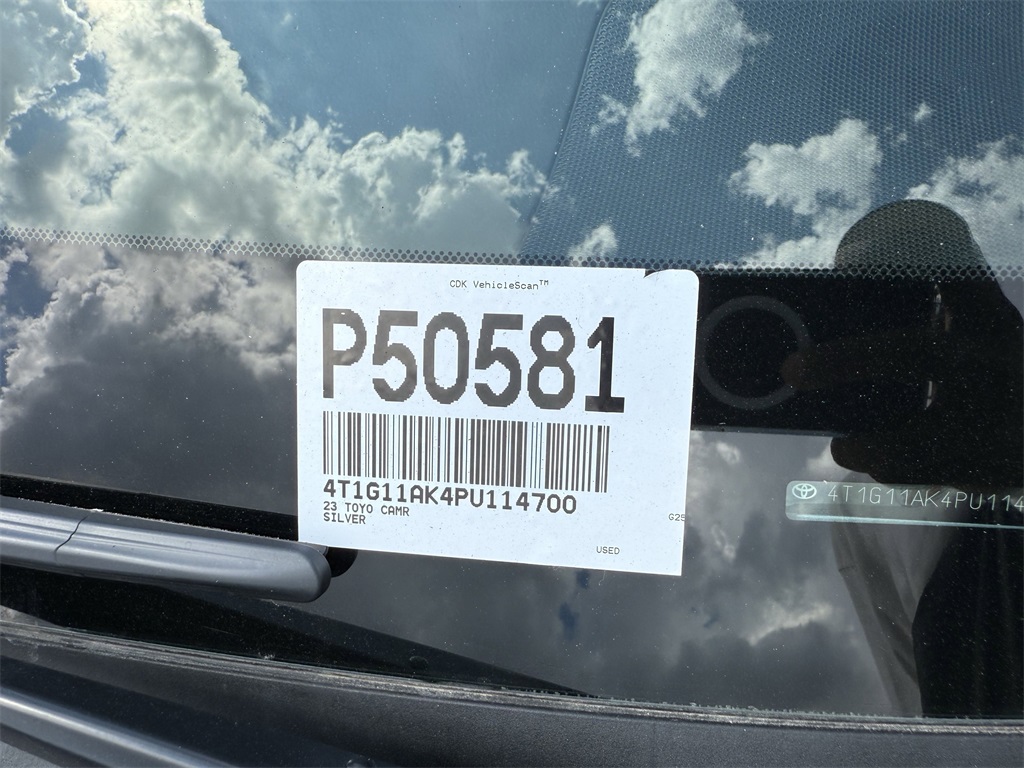 CDK VehicleScan™
P50581
4T1G11AK4PU114700
23 TOYO CAMR
SILVER
G25
USED
4T1G11AK4PU114